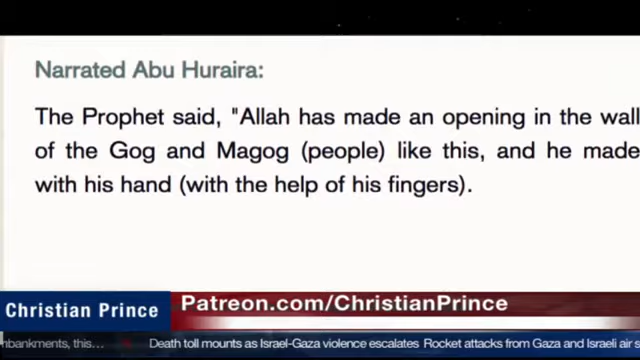 Narrated Abu Huraira:
The Prophet said, "Allah has made an opening in the wall
of the Gog and Magog (people) like this, and he made
with his hand (with the help of his fingers).
Christian Prince
Patreon.com/ChristianPrince
nbankments, this... Death toll mounts as Israel-Gaza violence escalates Rocket attacks from Gaza and Israeli air s